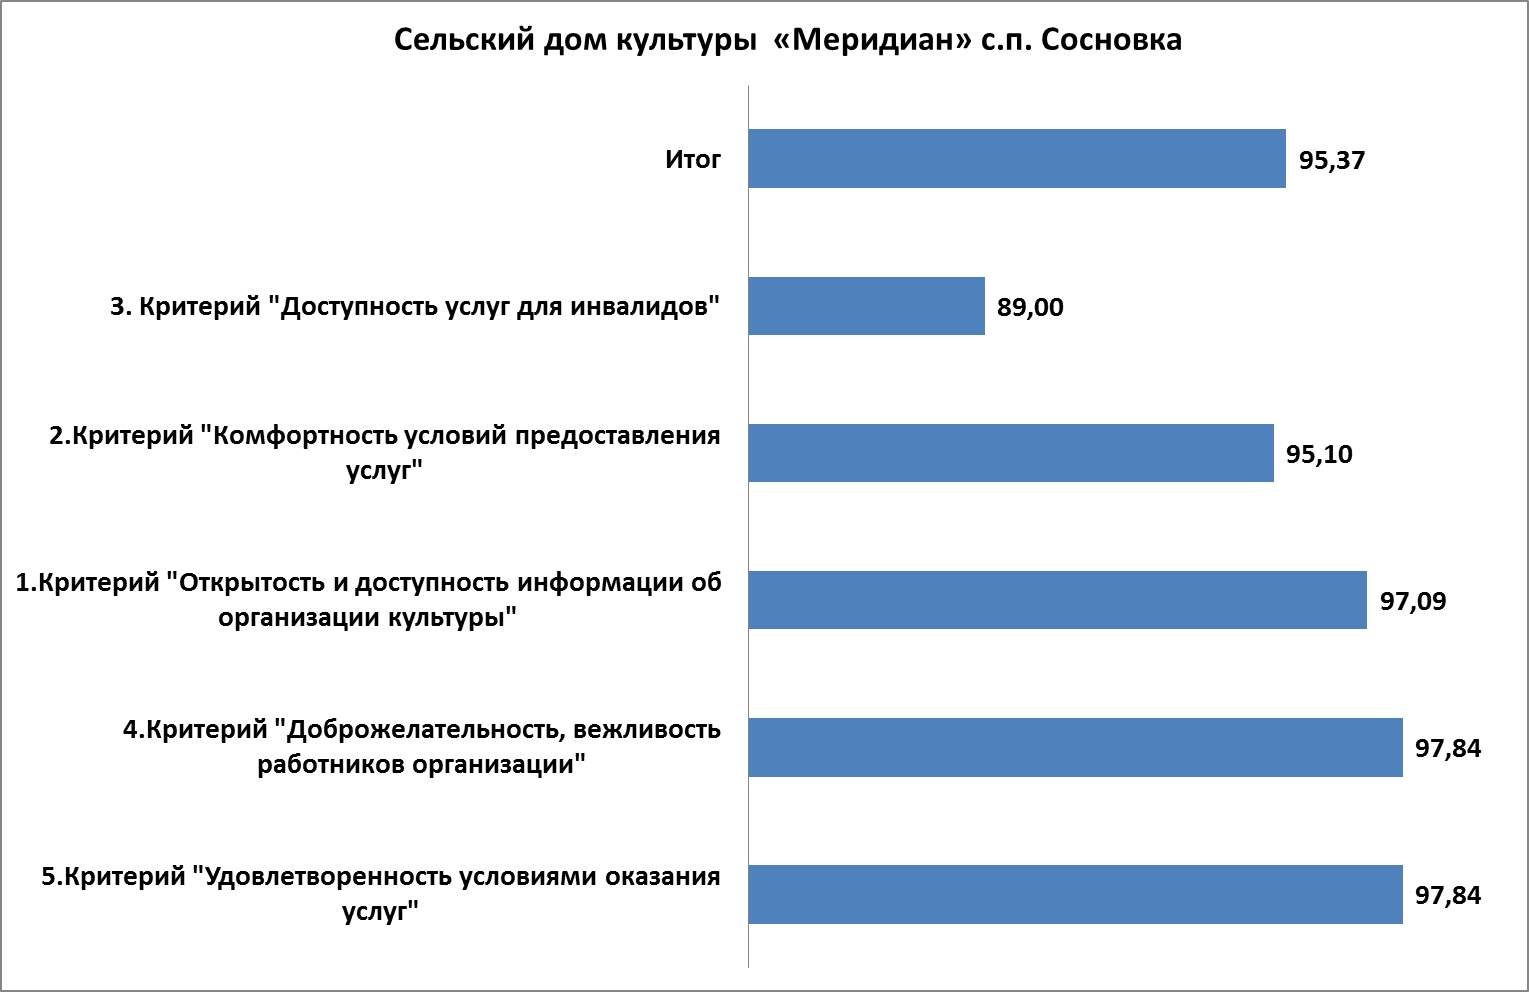 Сельский дом культуры «Меридиан» с.п. Сосновка
Итог
95,37
3. Критерий "Доступность услуг для инвалидов"
89,00
2.Критерий "Комфортность условий предоставления
услуг"
95,10
1.Критерий "Открытость и доступность информации об
организации культуры"
97,09
4.Критерий "Доброжелательность, вежливость
работников организации"
97,84
5.Критерий "Удовлетворенность условиями оказания
услуг"
97,84